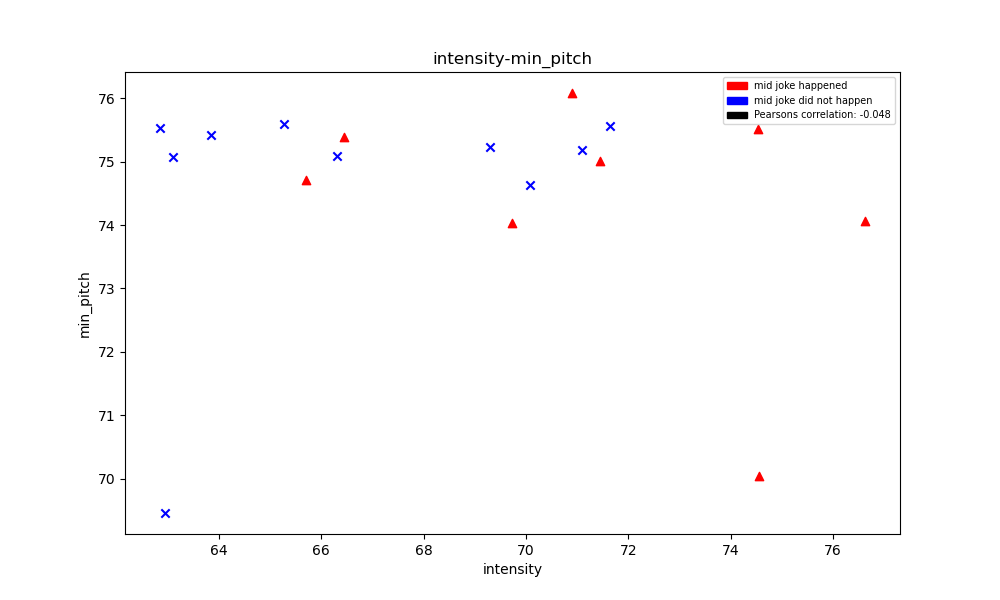 intensity-min_pitch
mid joke happened
mid joke did not happen
Pearsons correlation: -0.048
76
75
74
73
72
71
70
min_pitch
64 66 68 70 72 74 76
intensity